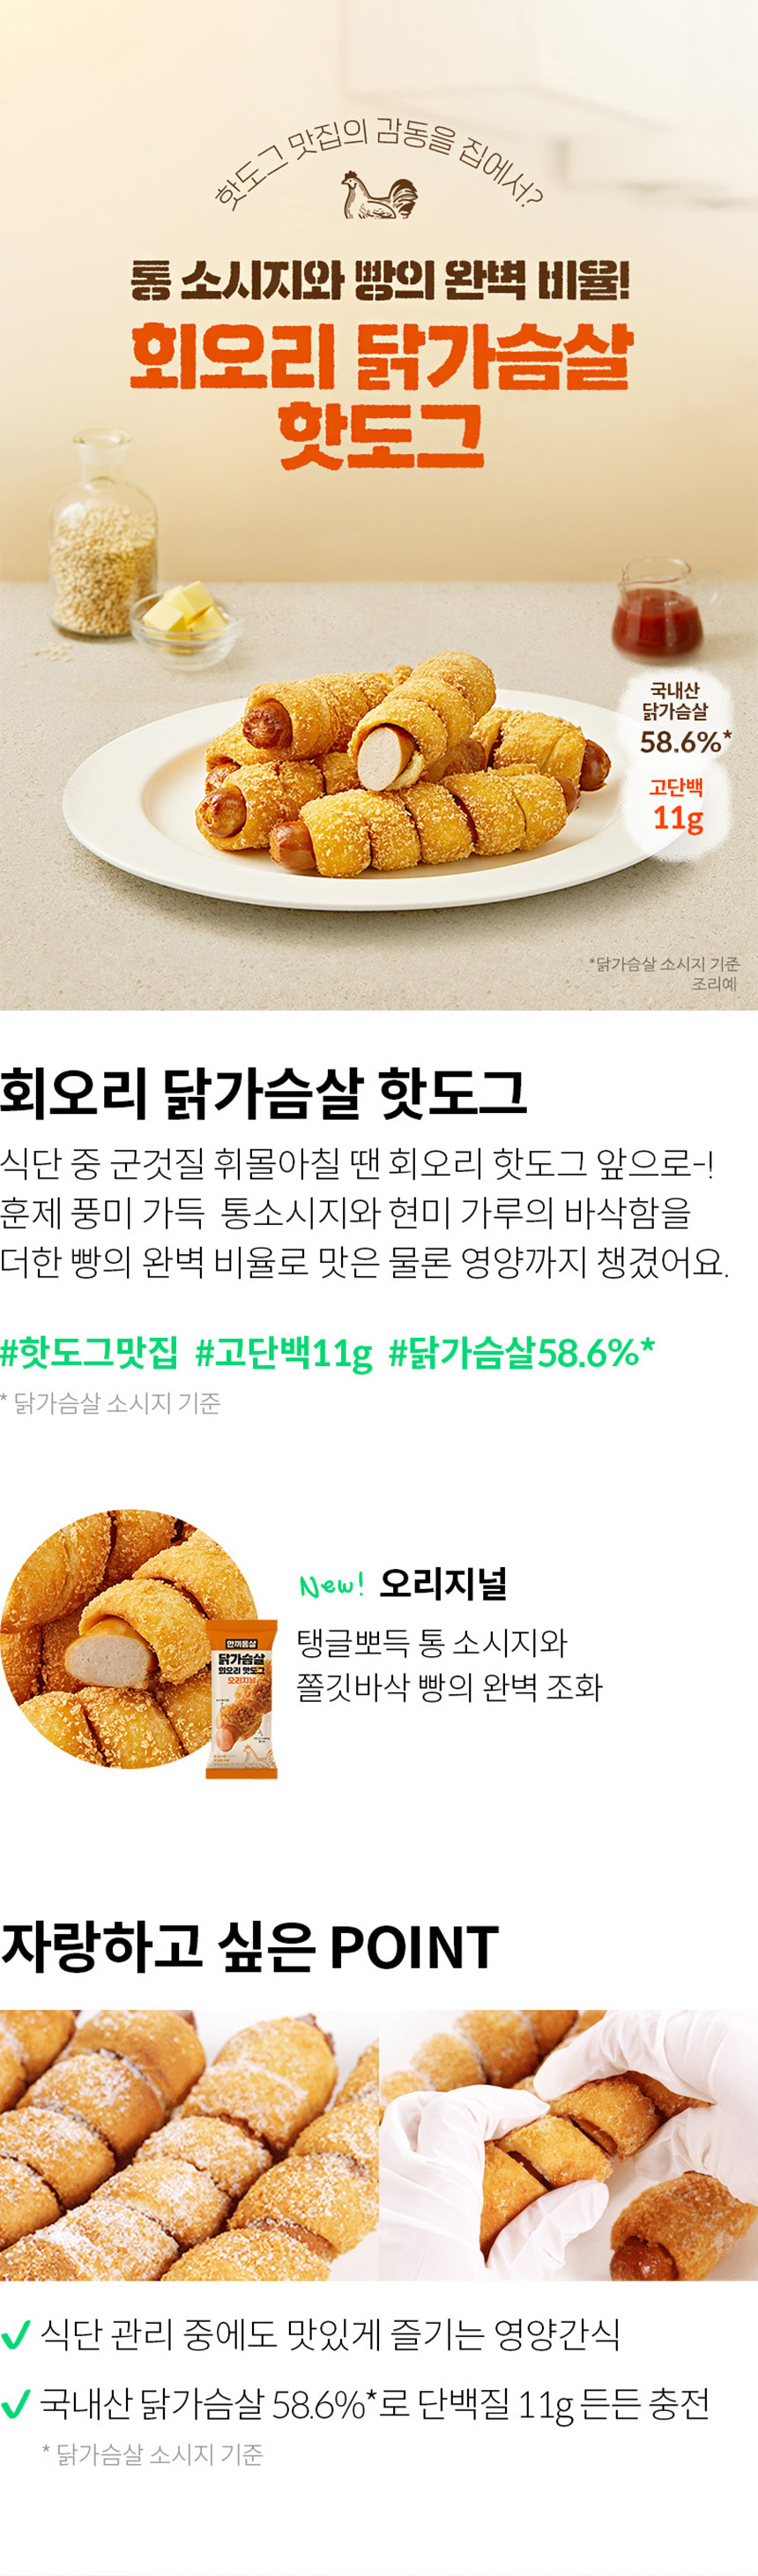 핫도그 맛집의 감동을 집에서?
통 소시지와 빵의 완벽 비율!
회오리 닭가슴살
핫도그
국내산
닭가슴살
58.6%*
고단백
11g
*닭가슴살 소시지 기준
조리예
회오리 닭가슴살 핫도그
식단 중 군것질 휘몰아칠 땐 회오리 핫도그 앞으로-!
훈제 풍미 가득 통소시지와 현미 가루의 바삭함을
더한 빵의 완벽 비율로 맛은 물론 영양까지 챙겼어요.
#핫도그맛집 #고단백11g #닭가슴살58.6%*
* 닭가슴살 소시지 기준
New! 오리지널
탱글뽀득 통 소시지와
쫄깃바삭 빵의 완벽 조화
한끼통살
닭가슴살
회오리 핫도그
오리지널
자랑하고 싶은 POINT
식단 관리 중에도 맛있게 즐기는 영양간식
국내산 닭가슴살 58.6%*로 단백질 11g 든든 충전
* 닭가슴살 소시지 기준